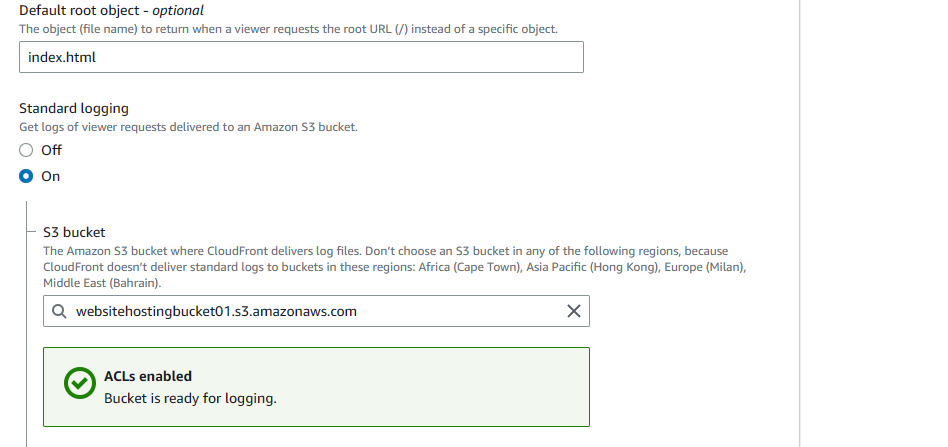 Default root object - optional
The object (file name) to return when a viewer requests the root URL (/) instead of a specific object.
index.html
Standard logging
Get logs of viewer requests delivered to an Amazon S3 bucket.
Off
On
S3 bucket
The Amazon S3 bucket where CloudFront delivers log files. Don’t choose an S3 bucket in any of the following regions, because
CloudFront doesn’t deliver standard logs to buckets in these regions: Africa (Cape Town), Asia Pacific (Hong Kong), Europe (Milan),
Middle East (Bahrain).
websitehostingbucket01.s3.amazonaws.com
ACLs enabled
Bucket is ready for logging.